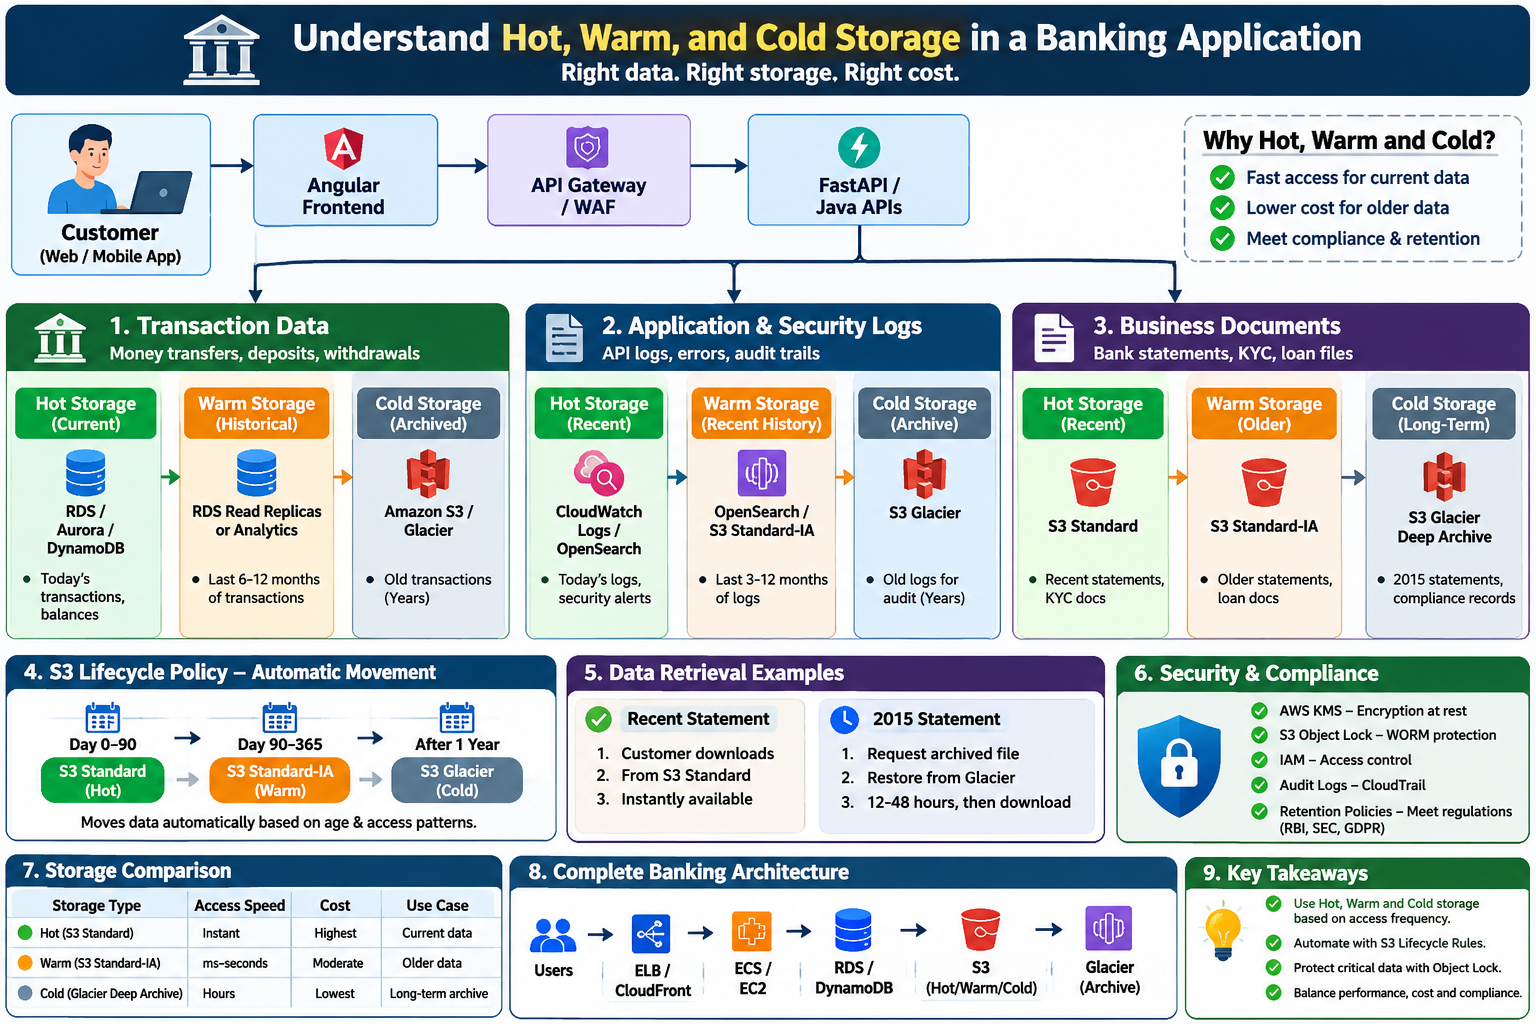 Understand Hot, Warm, and Cold Storage in a Banking Application
Right data. Right storage. Right cost.
Customer
(Web / Mobile App)
Angular
Frontend
API Gateway
/ WAF
FastAPI /
Java APIs
Why Hot, Warm and Cold?
Fast access for current data
Lower cost for older data
Meet compliance & retention
1. Transaction Data
Money transfers, deposits, withdrawals
Hot Storage
(Current)
RDS /
Aurora /
DynamoDB
• Today's
transactions,
balances
Warm Storage
(Historical)
RDS Read Replicas
or Analytics
• Last 6–12 months
of transactions
Cold Storage
(Archived)
Amazon S3 /
Glacier
• Old transactions
(Years)
2. Application & Security Logs
API logs, errors, audit trails
Hot Storage
(Recent)
CloudWatch
Logs /
OpenSearch
• Today's logs,
security alerts
Warm Storage
(Recent History)
OpenSearch /
S3 Standard-IA
• Last 3–12 months
of logs
Cold Storage
(Archive)
S3 Glacier
• Old logs for
audit (Years)
3. Business Documents
Bank statements, KYC, loan files
Hot Storage
(Recent)
S3 Standard
• Recent statements,
KYC docs
Warm Storage
(Older)
S3 Standard-IA
• Older statements,
loan docs
Cold Storage
(Long-Term)
S3 Glacier
Deep Archive
• 2015 statements,
compliance records
4. S3 Lifecycle Policy – Automatic Movement
Day 0–90
S3 Standard
(Hot)
Day 90–365
S3 Standard-IA
(Warm)
After 1 Year
S3 Glacier
(Cold)
Moves data automatically based on age & access patterns.
5. Data Retrieval Examples
Recent Statement
1. Customer downloads
2. From S3 Standard
3. Instantly available
2015 Statement
1. Request archived file
2. Restore from Glacier
3. 12–48 hours, then download
6. Security & Compliance
AWS KMS – Encryption at rest
S3 Object Lock – WORM protection
IAM – Access control
Audit Logs – CloudTrail
Retention Policies – Meet regulations
(RBI, SEC, GDPR)
7. Storage Comparison
Storage Type Access Speed Cost Use Case
Hot (S3 Standard) Instant Highest Current data
Warm (S3 Standard-IA) ms–seconds Moderate Older data
Cold (Glacier Deep Archive) Hours Lowest Long-term archive
8. Complete Banking Architecture
Users
ELB /
CloudFront
ECS /
EC2
RDS /
DynamoDB
S3
(Hot/Warm/Cold)
Glacier
(Archive)
9. Key Takeaways
Use Hot, Warm and Cold storage
based on access frequency.
Automate with S3 Lifecycle Rules.
Protect critical data with Object Lock.
Balance performance, cost and compliance.